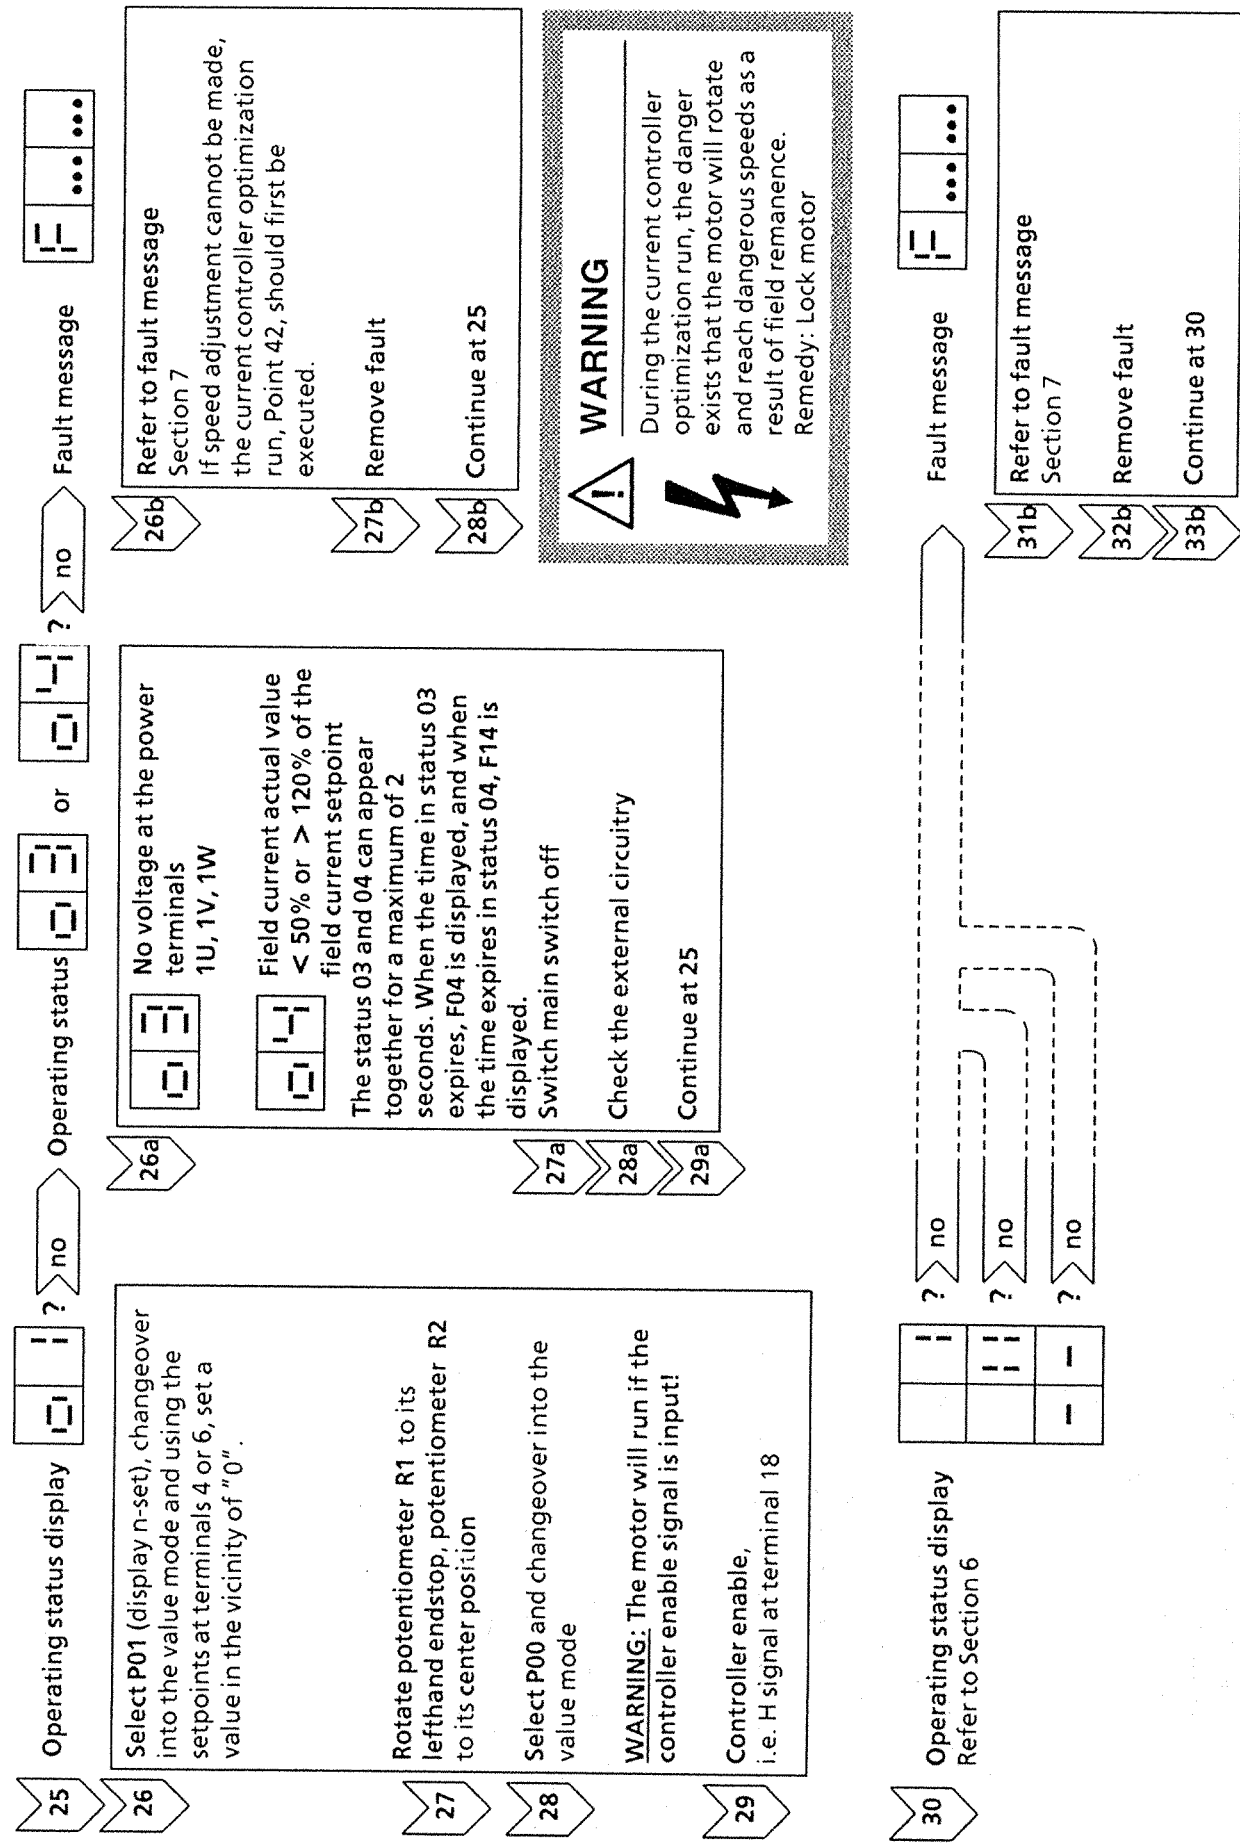 25 Operating status display o 1 ? no Operating status o 3 or o 4 ? no Fault message F .... ...
26 Select P01 (display n-set), changeover
into the value mode and using the
setpoints at terminals 4 or 6, set a
value in the vicinity of "0".
27 Rotate potentiometer R1 to its
lefthand endstop, potentiometer R2
to its center position
28 Select P00 and changeover into the
value mode
WARNING: The motor will run if the
controller enable signal is input!
29 Controller enable,
i.e. H signal at terminal 18
26a o 3 No voltage at the power
terminals
1U, 1V, 1W
o 4 Field current actual value
< 50% or > 120% of the
field current setpoint
The status 03 and 04 can appear
together for a maximum of 2
seconds. When the time in status 03
expires, F04 is displayed, and when
the time expires in status 04, F14 is
displayed.
27a Switch main switch off
28a Check the external circuitry
29a Continue at 25
26b Refer to fault message
Section 7
If speed adjustment cannot be made,
the current controller optimization
run, Point 42, should first be
executed.
27b Remove fault
28b Continue at 25
WARNING
During the current controller
optimization run, the danger
exists that the motor will rotate
and reach dangerous speeds as a
result of field remanence.
Remedy: Lock motor
30 Operating status display
Refer to Section 6
I ? no
II ? no
- - ? no
Fault message F .... ...
31b Refer to fault message
Section 7
32b Remove fault
33b Continue at 30